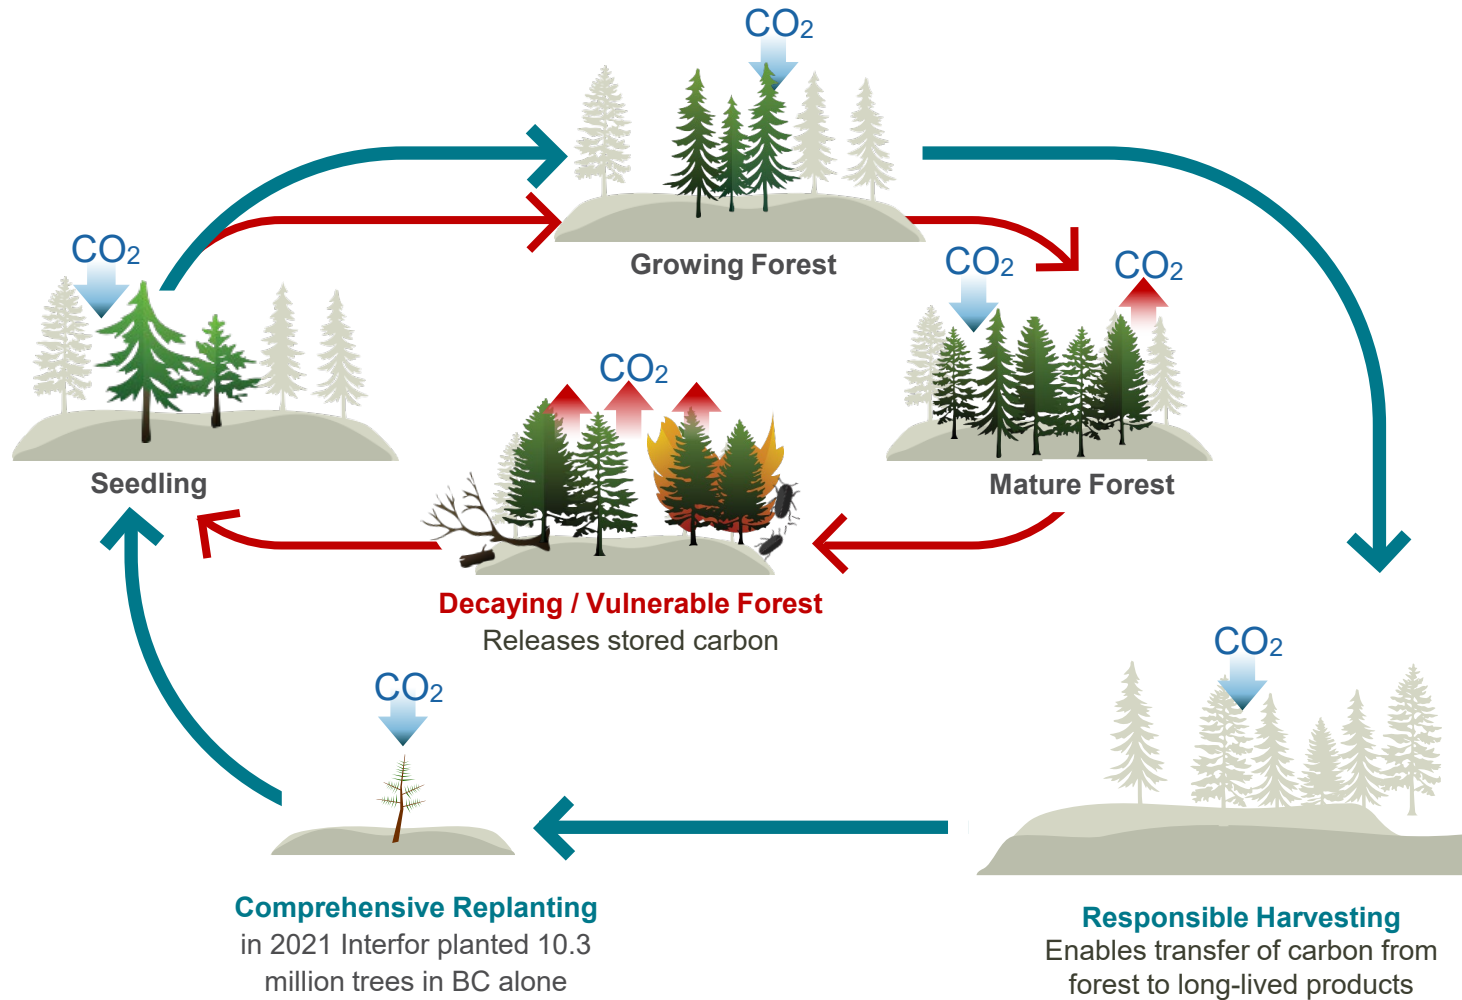 CO₂
Growing Forest
CO₂
Seedling
CO₂
CO₂
Mature Forest
CO₂
Decaying / Vulnerable Forest
Releases stored carbon
CO₂
Responsible Harvesting
Enables transfer of carbon from
forest to long-lived products
CO₂
Comprehensive Replanting
in 2021 Interfor planted 10.3
million trees in BC alone